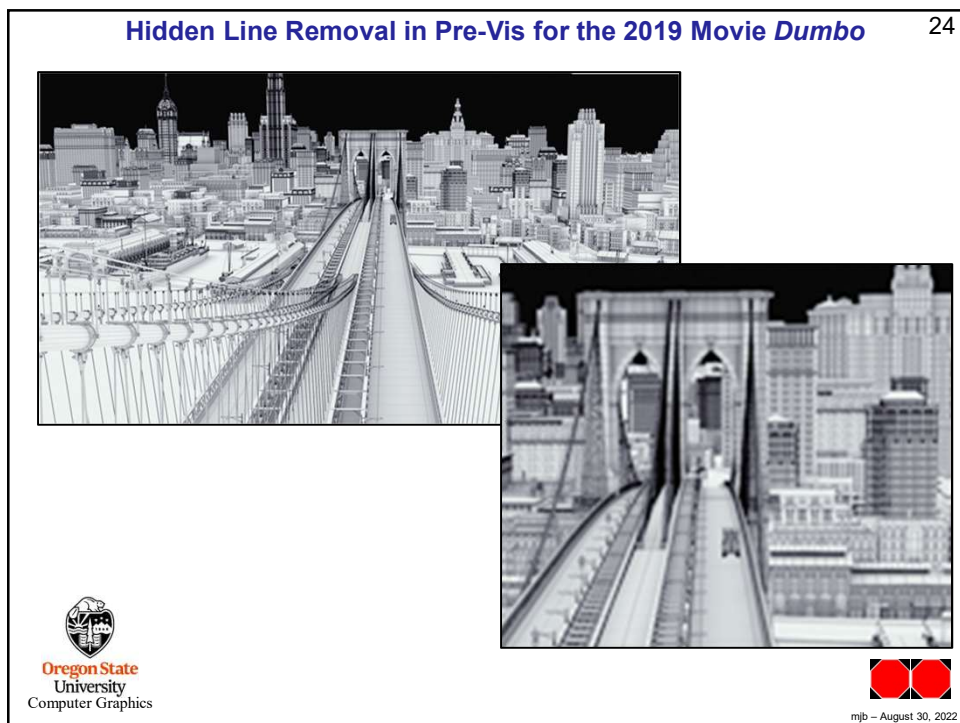 Hidden Line Removal in Pre-Vis for the 2019 Movie Dumbo
24
Oregon State
University
Computer Graphics
mjb – August 30, 2022